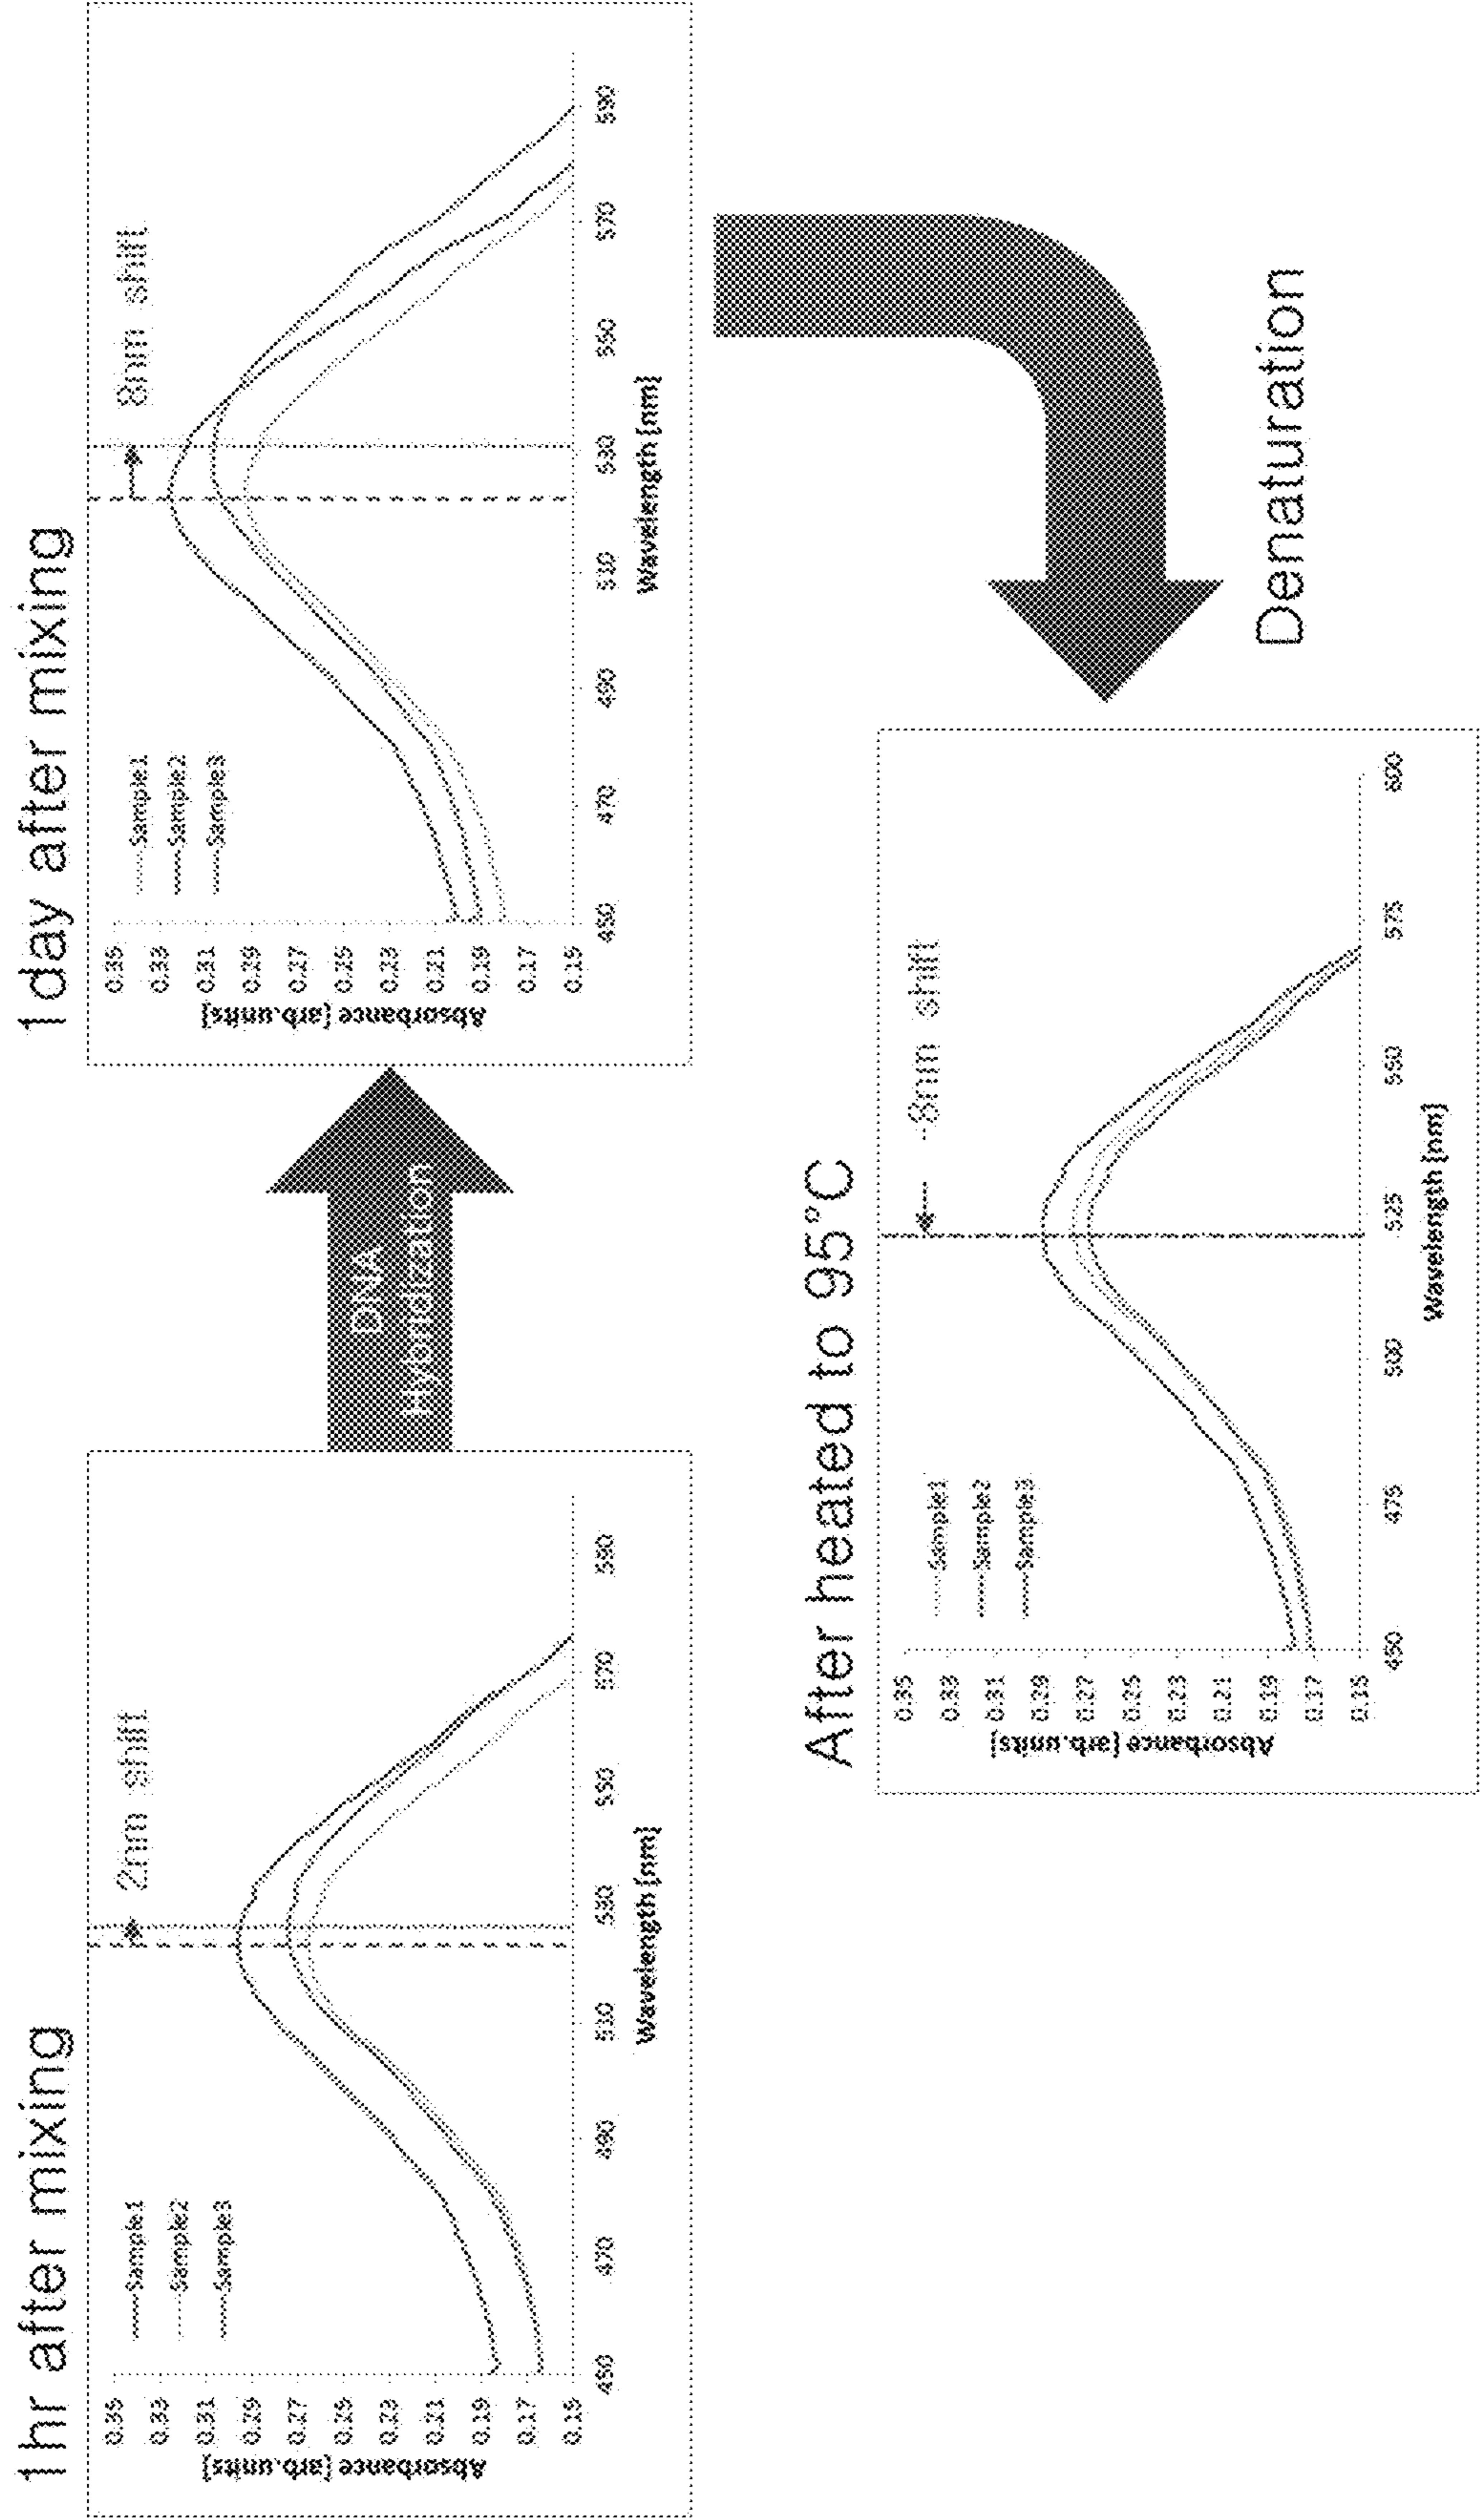 1hr after mixing
2nm shift
Sample1
Sample2
Sample3
0.35
0.33
0.31
0.29
0.27
0.25
0.23
0.21
0.19
0.17
0.15
Absorbance [arb.units]
450
470
490
510
530
550
570
590
Wavelength [nm]
DNA
Hybridization
1day after mixing
8nm shift
Sample1
Sample2
Sample3
0.35
0.33
0.31
0.29
0.27
0.25
0.23
0.21
0.19
0.17
0.15
Absorbance [arb.units]
450
470
490
510
530
550
570
590
Wavelength [nm]
Denaturation
After heated to 95°C
-8nm shift
Sample1
Sample2
Sample3
0.35
0.33
0.31
0.29
0.27
0.25
0.23
0.21
0.19
0.17
0.15
Absorbance [arb.units]
450
475
500
525
550
575
600
Wavelength [nm]